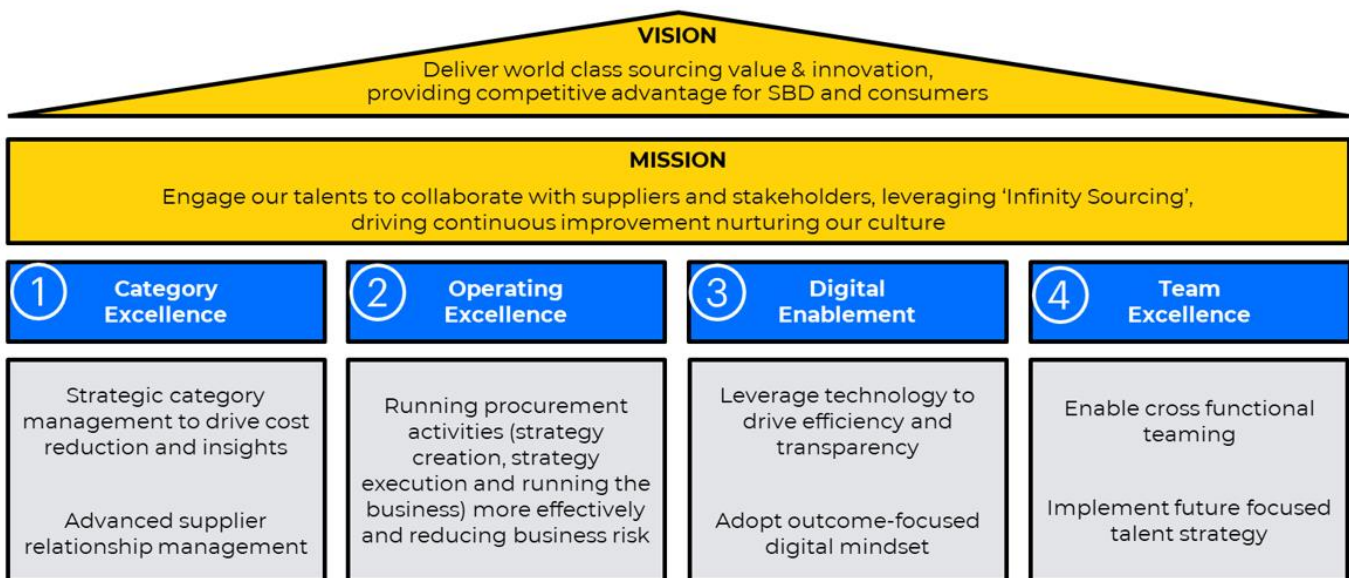 VISION
Deliver world class sourcing value & innovation,
providing competitive advantage for SBD and consumers
MISSION
Engage our talents to collaborate with suppliers and stakeholders, leveraging ‘Infinity Sourcing’,
driving continuous improvement nurturing our culture
1
Category
Excellence
2
Operating
Excellence
3
Digital
Enablement
4
Team
Excellence
Strategic category
management to drive cost
reduction and insights
Advanced supplier
relationship management
Running procurement
activities (strategy
creation, strategy
execution and running the
business) more effectively
and reducing business risk
Leverage technology to
drive efficiency and
transparency
Adopt outcome-focused
digital mindset
Enable cross functional
teaming
Implement future focused
talent strategy